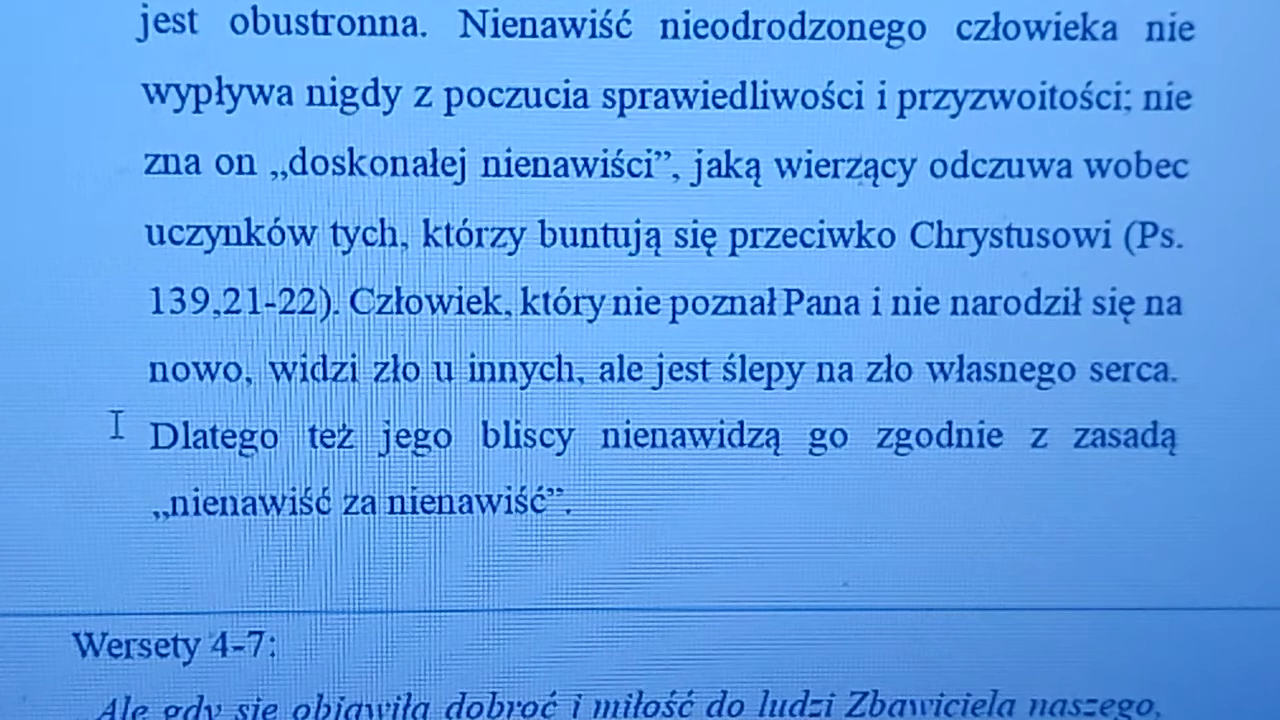 jest obustronna. Nienawiść nieodrodzonego człowieka nie
wypływa nigdy z poczucia sprawiedliwości i przyzwoitości; nie
zna on „doskonałej nienawiści”, jaką wierzący odczuwa wobec
uczynków tych, którzy buntują się przeciwko Chrystusowi (Ps.
139,21-22). Człowiek, który nie poznał Pana i nie narodził się na
nowo, widzi zło u innych, ale jest ślepy na zło własnego serca.
Dlatego też jego bliscy nienawidzą go zgodnie z zasadą
„nienawiść za nienawiść”.
Wersety 4-7:
Ale gdy się objawiła dobroć i miłość do ludzi Zbawiciela naszego,